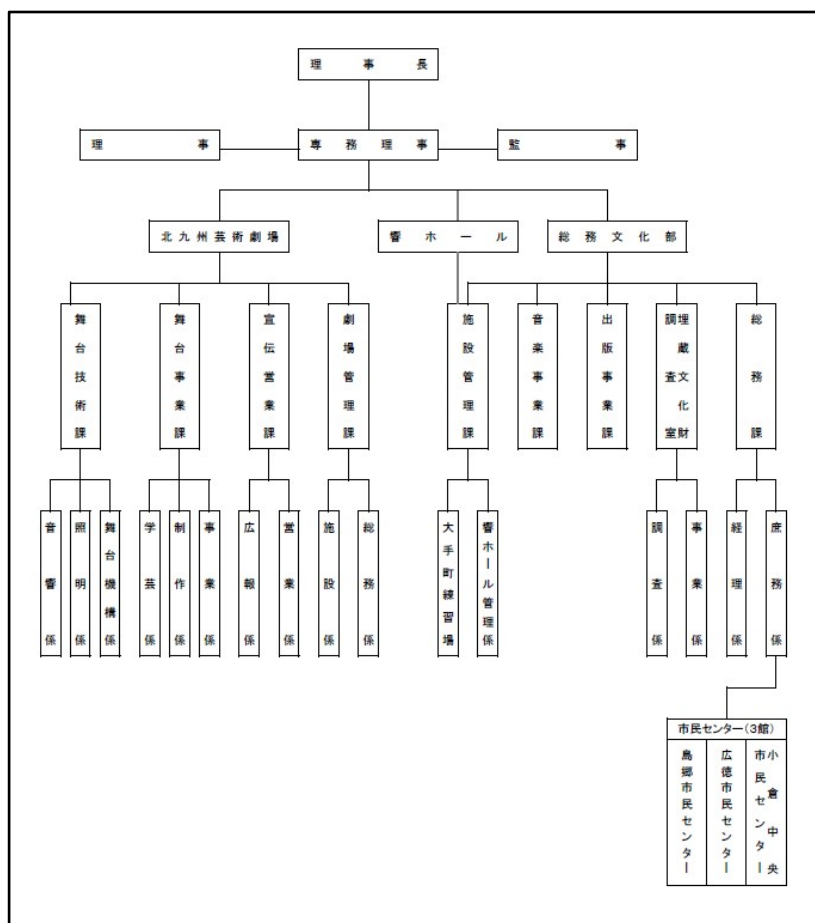 理事長
理事
専務理事
監事
北九州芸術劇場
響ホール
総務文化部
舞台技術課
舞台事業課
宣伝営業課
劇場管理課
施設管理課
音楽事業課
出版事業課
埋蔵文化財
調査室
総務課
音響係
照明係
舞台機構係
学芸係
制作係
事業係
広報係
営業係
施設係
総務係
大手町練習場
響ホール管理係
調査係
事業係
経理係
庶務係
市民センター(3館)
島郷市民センター
広徳市民センター
小倉中央
市民センター